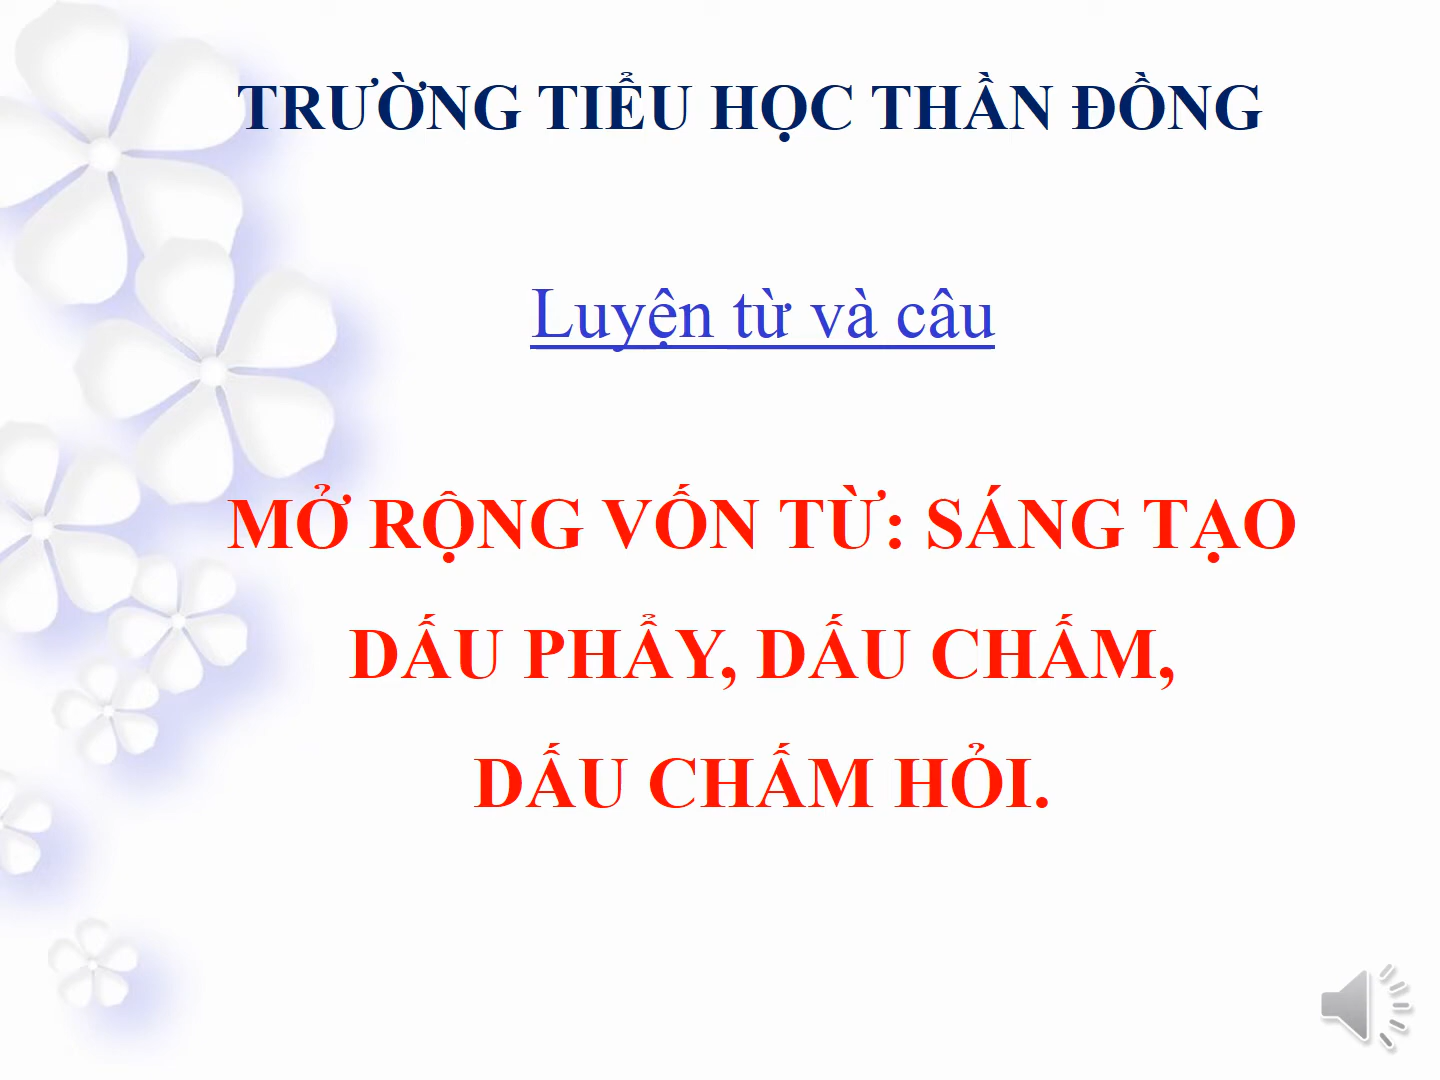 TRƯỜNG TIỂU HỌC THẦN ĐỒNG
Luyện từ và câu
MỞ RỘNG VỐN TỪ: SÁNG TẠO
DẤU PHẨY, DẤU CHẤM,
DẤU CHẤM HỎI.